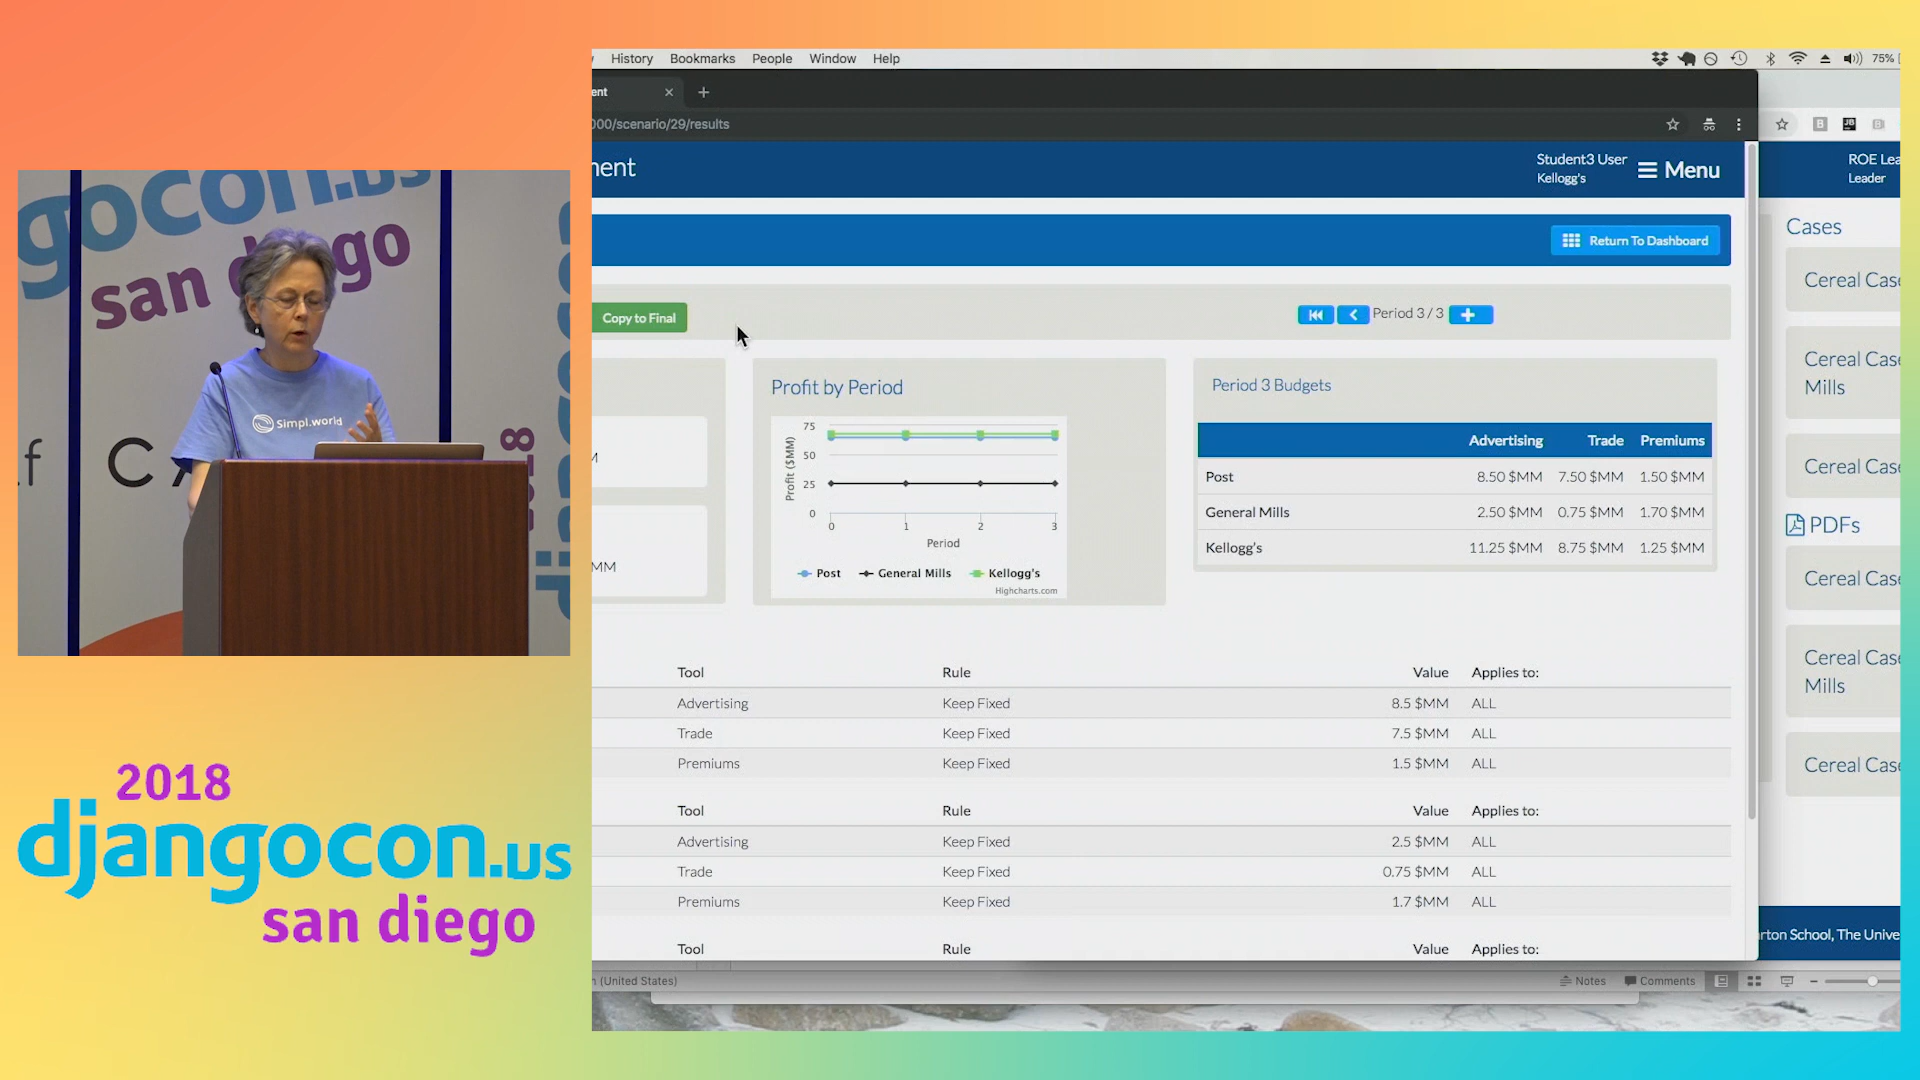 History Bookmarks People Window Help
75%
ent
000/scenario/29/results
ment
Student3 User
Kellogg's
Menu
ROE Lea
Leader
Return To Dashboard
Copy to Final
Period 3 / 3
Profit by Period
Profit ($MM)
75
50
25
0
0 1 2 3
Period
Post General Mills Kellogg's
Highcharts.com
Period 3 Budgets
Advertising Trade Premiums
Post 8.50 $MM 7.50 $MM 1.50 $MM
General Mills 2.50 $MM 0.75 $MM 1.70 $MM
Kellogg's 11.25 $MM 8.75 $MM 1.25 $MM
MM
Tool Rule Value Applies to:
Advertising Keep Fixed 8.5 $MM ALL
Trade Keep Fixed 7.5 $MM ALL
Premiums Keep Fixed 1.5 $MM ALL
Tool Rule Value Applies to:
Advertising Keep Fixed 2.5 $MM ALL
Trade Keep Fixed 0.75 $MM ALL
Premiums Keep Fixed 1.7 $MM ALL
Tool Rule Value Applies to:
Cases
Cereal Cas
Cereal Cas
Mills
Cereal Cas
PDFs
Cereal Cas
Cereal Cas
Mills
Cereal Cas
rton School, The Unive
(United States)
Notes Comments
gocon.us
san diego
Simpl.world
2018
djangocon.us
san diego